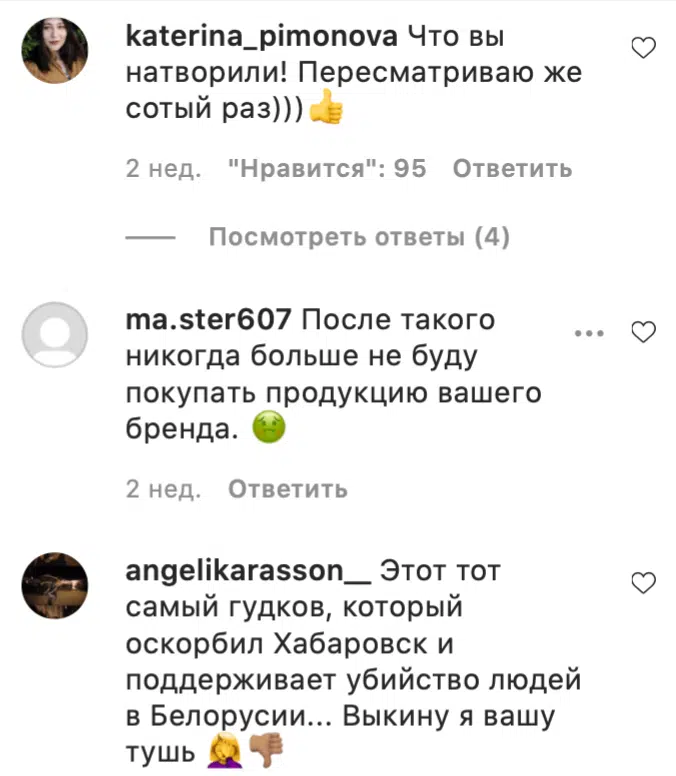 katerina_pimonova Что вы
натворили! Пересматриваю же
сотый раз)))👍
2 нед. "Нравится": 95 Ответить
Посмотреть ответы (4)
ma.ster607 После такого
никогда больше не буду
покупать продукцию вашего
бренда. 🤢
2 нед. Ответить
angelikarasson__ Этот тот
самый гудков, который
оскорбил Хабаровск и
поддерживает убийство людей
в Белорусии... Выкину я вашу
тушь 🤦‍♀️👎🏽